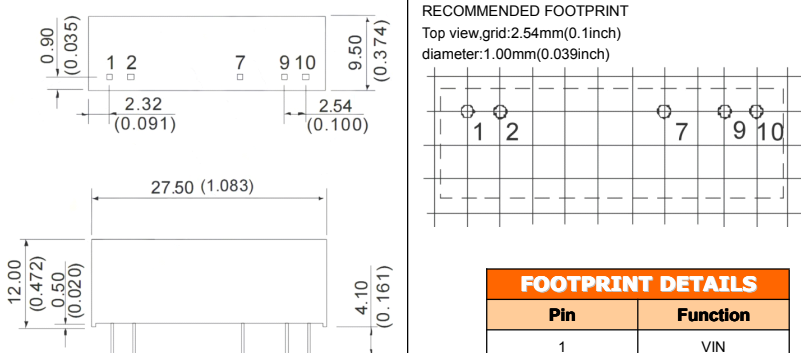 0.90
(0.035)
1 2 7 9 10
9.50
(0.374)
2.32
(0.091)
2.54
(0.100)
27.50 (1.083)
12.00
(0.472)
0.50
(0.020)
4.10
(0.161)
RECOMMENDED FOOTPRINT
Top view,grid:2.54mm(0.1inch)
diameter:1.00mm(0.039inch)
1 2 7 9 10
FOOTPRINT DETAILS
Pin Function
1 VIN